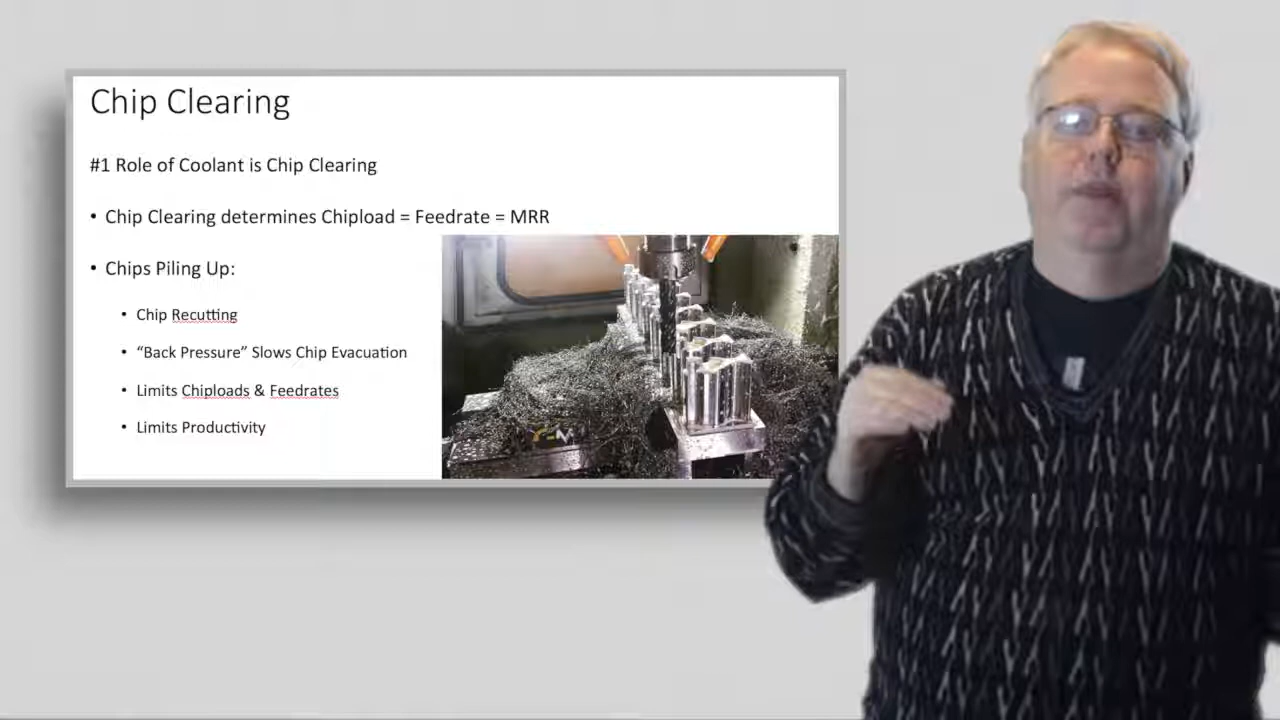 Chip Clearing
#1 Role of Coolant is Chip Clearing
• Chip Clearing determines Chipload = Feedrate = MRR
• Chips Piling Up:
• Chip Recutting
• “Back Pressure” Slows Chip Evacuation
• Limits Chiploads & Feedrates
• Limits Productivity